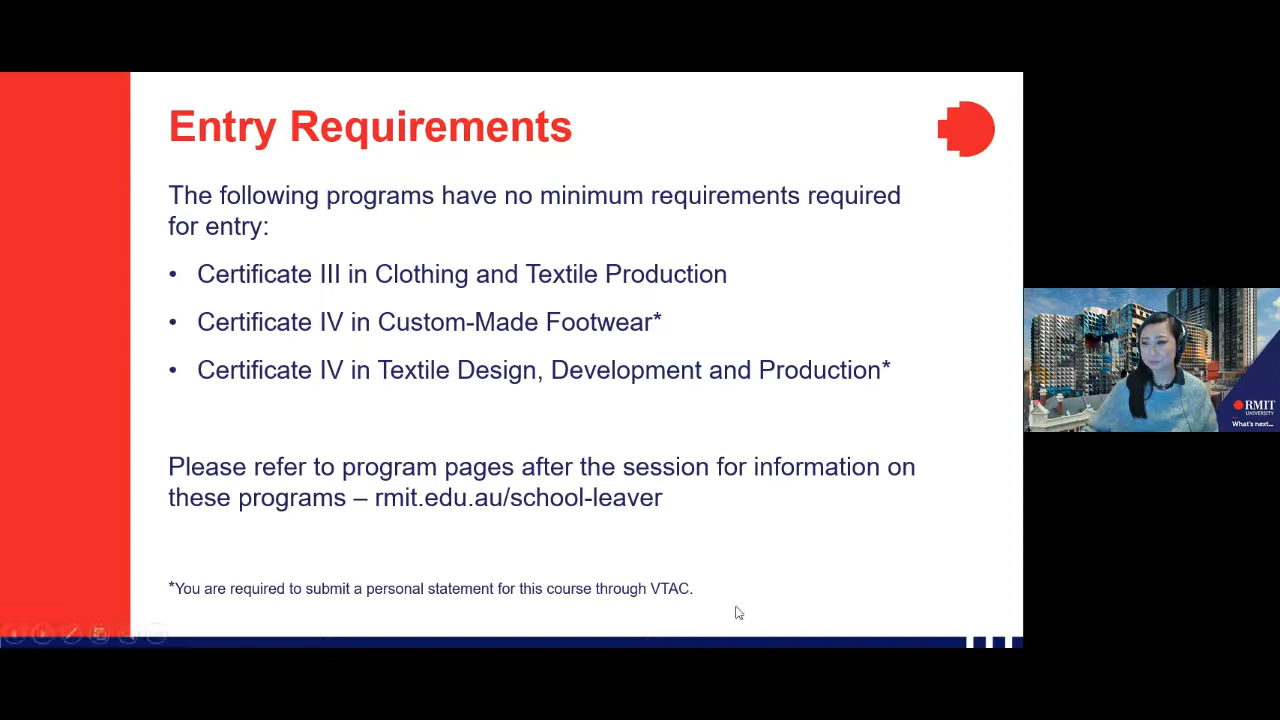 Entry Requirements
The following programs have no minimum requirements required
for entry:
• Certificate III in Clothing and Textile Production
• Certificate IV in Custom-Made Footwear*
• Certificate IV in Textile Design, Development and Production*
Please refer to program pages after the session for information on
these programs – rmit.edu.au/school-leaver
*You are required to submit a personal statement for this course through VTAC.
RMIT
UNIVERSITY
What's next...